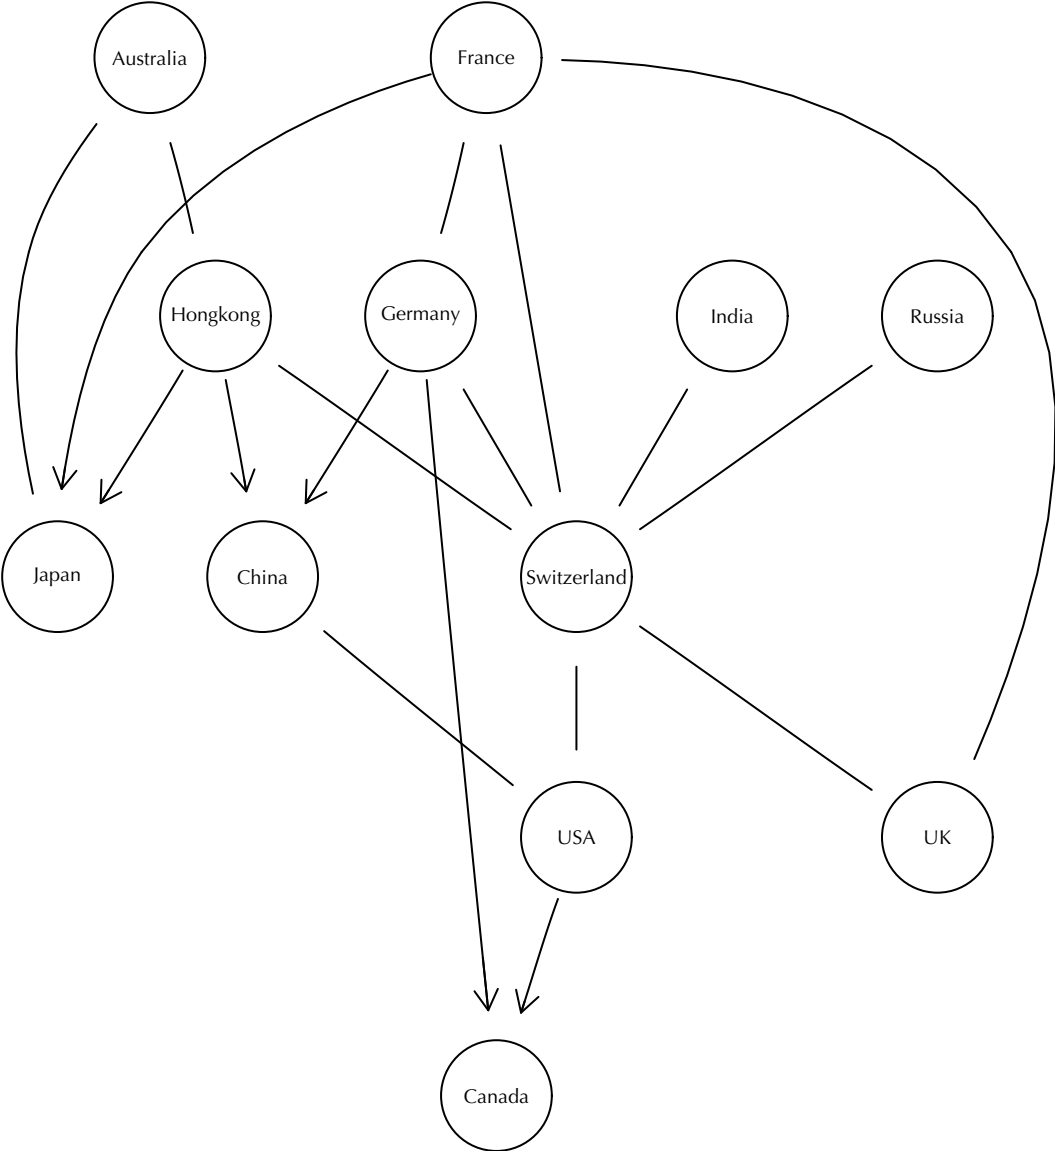 Australia
France
Hongkong
Germany
India
Russia
Japan
China
Switzerland
USA
UK
Canada